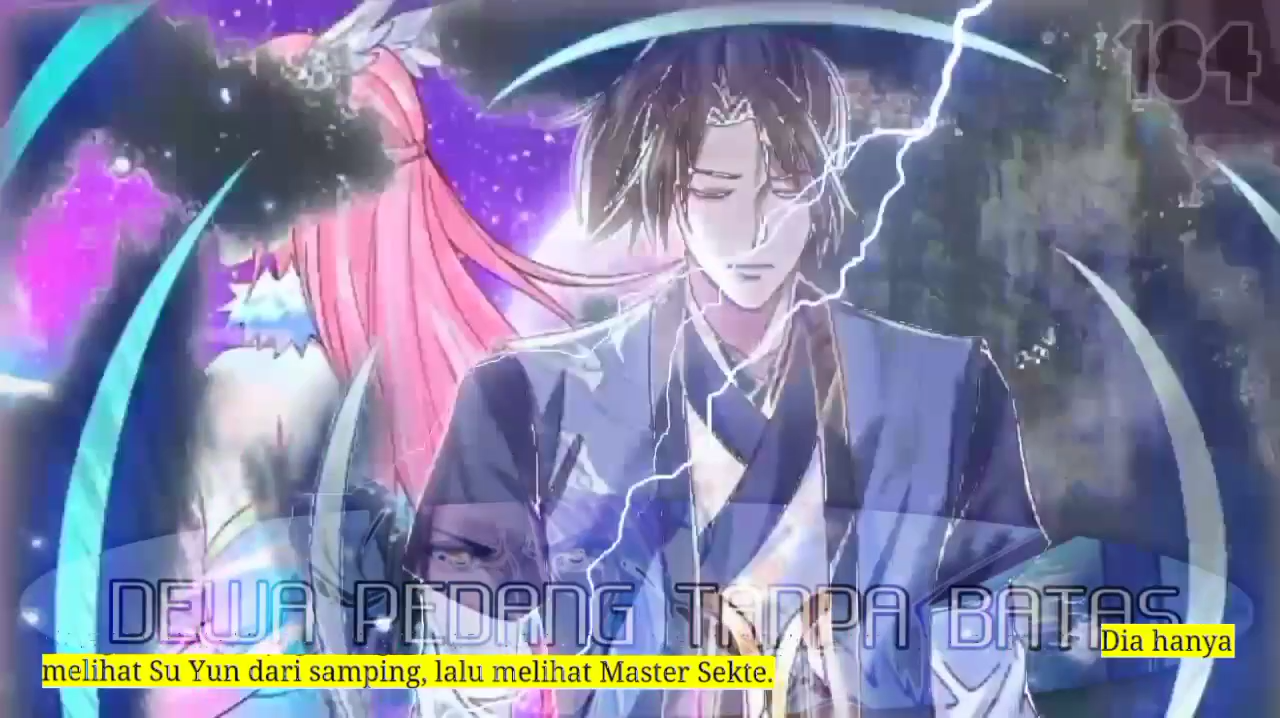 184
DEWA PEDANG TANPA BATAS
Dia hanya
melihat Su Yun dari samping, lalu melihat Master Sekte.